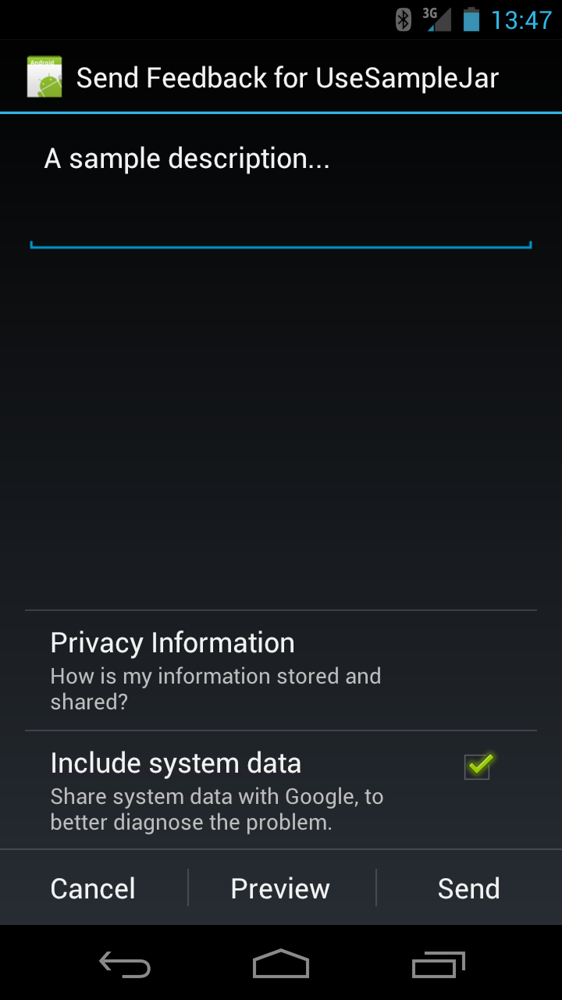 3G 13:47
Android
Send Feedback for UseSampleJar
A sample description...
Privacy Information
How is my information stored and
shared?
Include system data
Share system data with Google, to
better diagnose the problem.
Cancel Preview Send